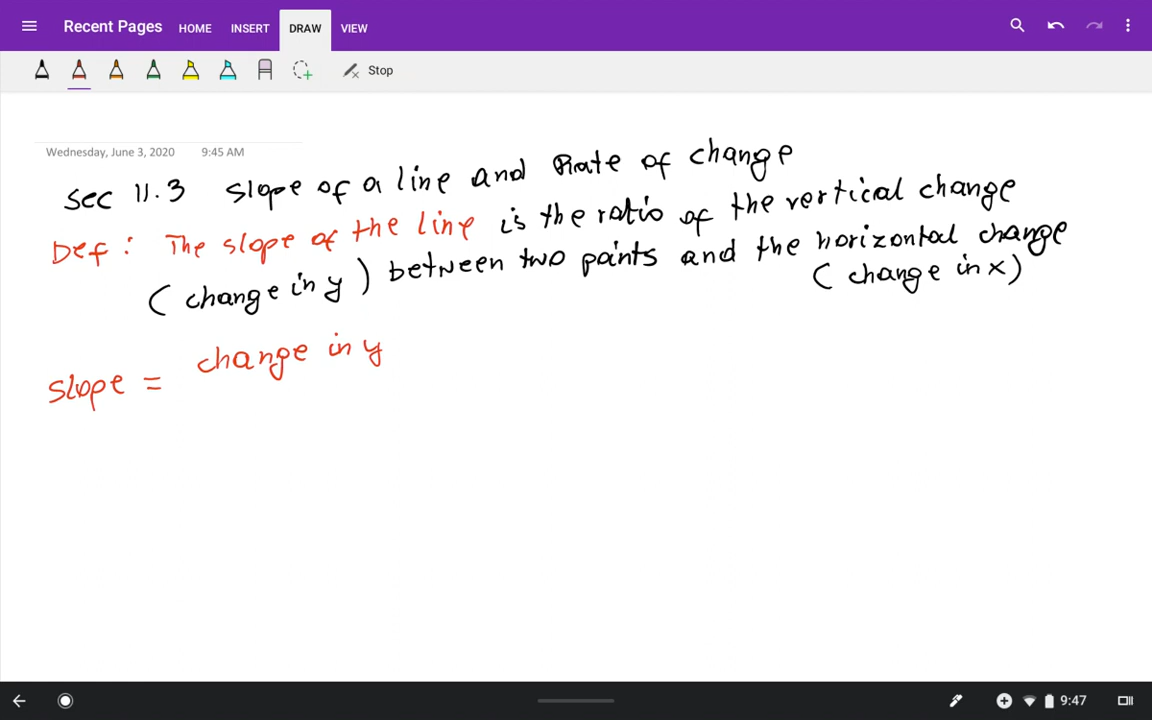 Recent Pages HOME INSERT DRAW VIEW
Stop
Wednesday, June 3, 2020 9:45 AM
Sec 11.3 Slope of a line and Rate of change
Def : The slope of the line is the ratio of the vertical change
(change in y) between two points and the horizontal change
(change in x)
change in y
slope =
9:47